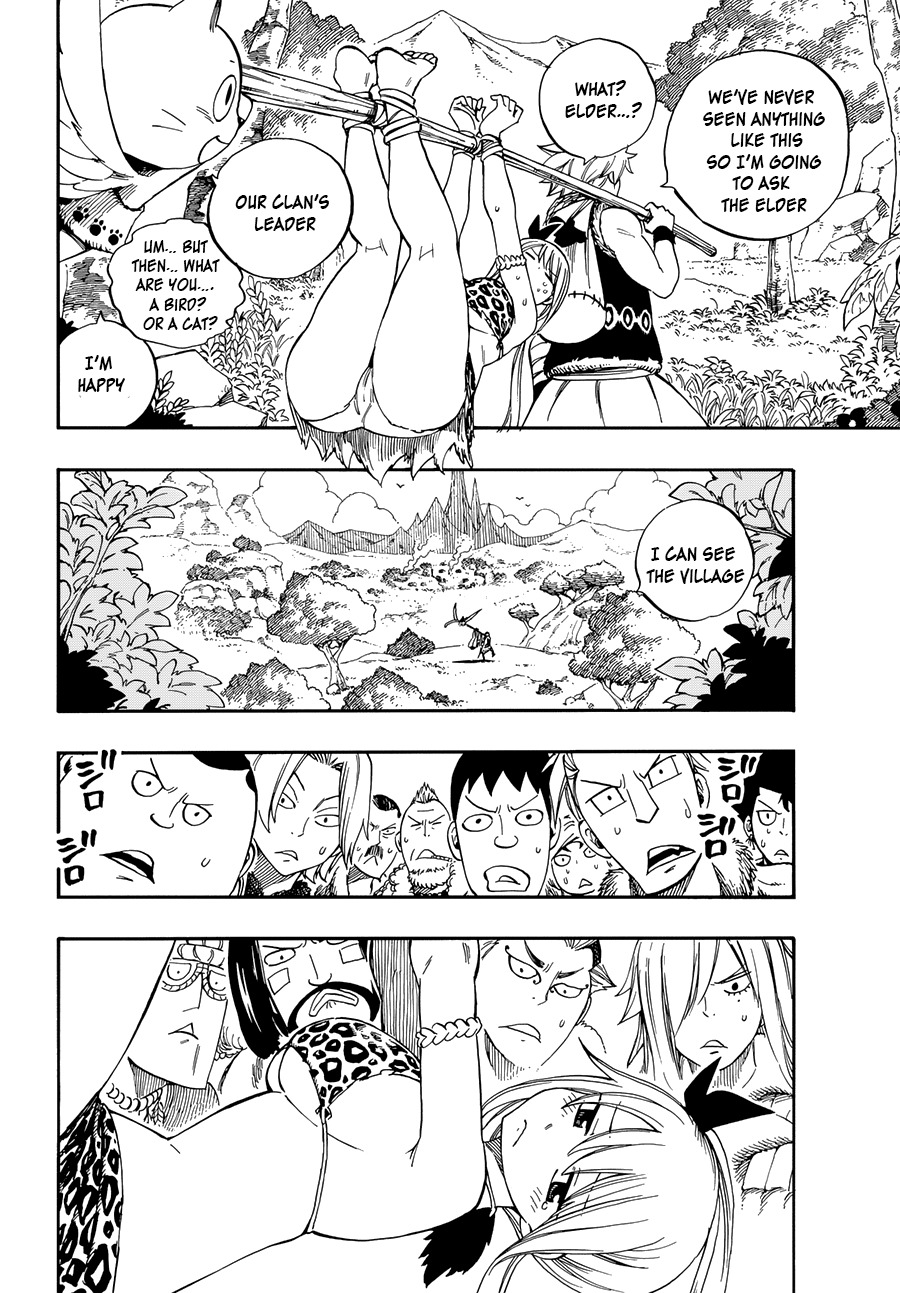 WE'VE NEVER
SEEN ANYTHING
LIKE THIS
SO I'M GOING
TO ASK
THE ELDER
WHAT?
ELDER...?
OUR CLAN'S
LEADER
UM... BUT
THEN... WHAT
ARE YOU....
A BIRD?
OR A CAT?
I'M
HAPPY
I CAN SEE
THE VILLAGE
ジロ
ジロ
ジロ
ジロ